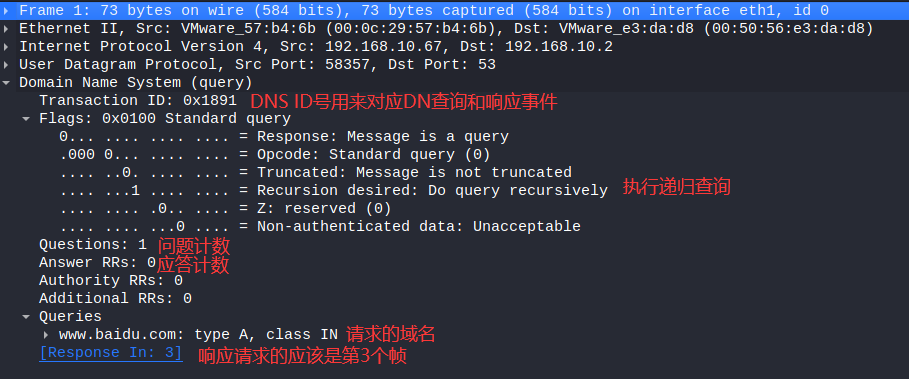 Frame 1: 73 bytes on wire (584 bits), 73 bytes captured (584 bits) on interface eth1, id 0
Ethernet II, Src: VMware_57:b4:6b (00:0c:29:57:b4:6b), Dst: VMware_e3:da:d8 (00:50:56:e3:da:d8)
Internet Protocol Version 4, Src: 192.168.10.67, Dst: 192.168.10.2
User Datagram Protocol, Src Port: 58357, Dst Port: 53
Domain Name System (query)
Transaction ID: 0x1891 DNS ID号用来对应DN查询和响应事件
Flags: 0x0100 Standard query
0... .... .... .... = Response: Message is a query
.000 0... .... .... = Opcode: Standard query (0)
.... ..0. .... .... = Truncated: Message is not truncated
.... ...1 .... .... = Recursion desired: Do query recursively 执行递归查询
.... .... .0.. .... = Z: reserved (0)
.... .... ...0 .... = Non-authenticated data: Unacceptable
Questions: 1 问题计数
Answer RRs: 0 应答计数
Authority RRs: 0
Additional RRs: 0
Queries
www.baidu.com: type A, class IN 请求的域名
[Response In: 3] 响应请求的应该是第3个帧